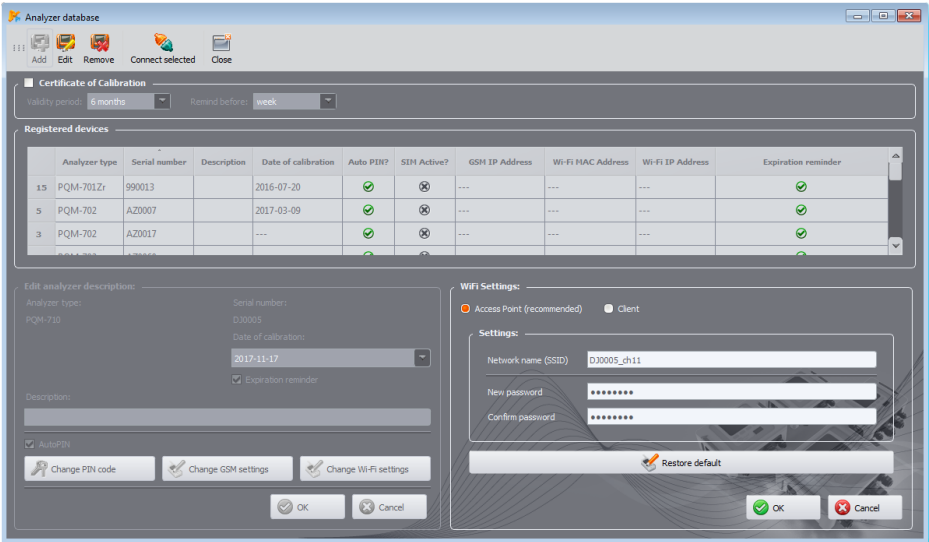 Analyzer database
Add Edit Remove Connect selected Close
Certificate of Calibration
Validity period: 6 months Remind before: week
Registered devices
Analyzer type Serial number Description Date of calibration Auto PIN? SIM Active? GSM IP Address Wi-Fi MAC Address Wi-Fi IP Address Expiration reminder
15 PQM-701Zr 990013 2016-07-20 --- --- ---
5 PQM-702 AZ0007 2017-03-09 --- --- ---
3 PQM-702 AZ0017 --- --- --- ---
Edit analyzer description:
Analyzer type: Serial number:
PQM-710 DJ0005
Date of calibration:
2017-11-17
Expiration reminder
Description:
AutoPIN
Change PIN code Change GSM settings Change Wi-Fi settings
OK Cancel
WiFi Settings:
Access Point (recommended) Client
Settings:
Network name (SSID) DJ0005_ch11
New password
Confirm password
Restore default
OK Cancel